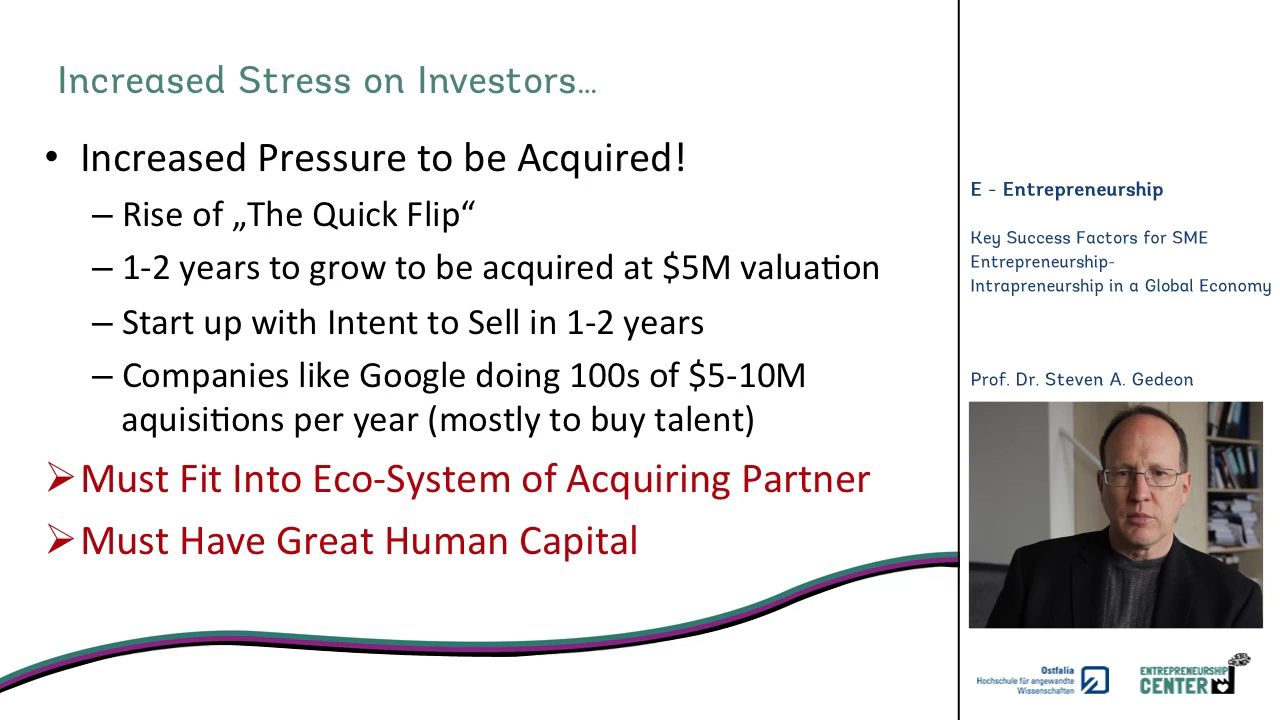 Increased Stress on Investors...
• Increased Pressure to be Acquired!
– Rise of „The Quick Flip“
– 1-2 years to grow to be acquired at $5M valuation
– Start up with Intent to Sell in 1-2 years
– Companies like Google doing 100s of $5-10M
aquisitions per year (mostly to buy talent)
➢ Must Fit Into Eco-System of Acquiring Partner
➢ Must Have Great Human Capital
E - Entrepreneurship
Key Success Factors for SME
Entrepreneurship-
Intrapreneurship in a Global Economy
Prof. Dr. Steven A. Gedeon
Ostfalia
Hochschule für angewandte
Wissenschaften
ENTREPRENEURSHIP
CENTER